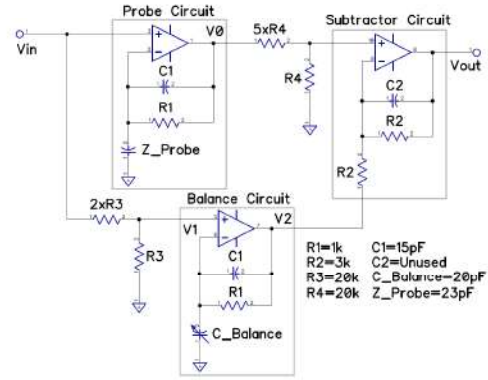 Probe Circuit
Subtractor Circuit
Vin
V0
5xR4
Vout
C1
R1
R4
C2
R2
Z_Probe
R2
2xR3
Balance Circuit
V1
V2
R3
C1
R1
C_Balance
R1=1k C1=15pF
R2=3k C2=Unused
R3=20k C_Balance=20pF
R4=20k Z_Probe=23pF